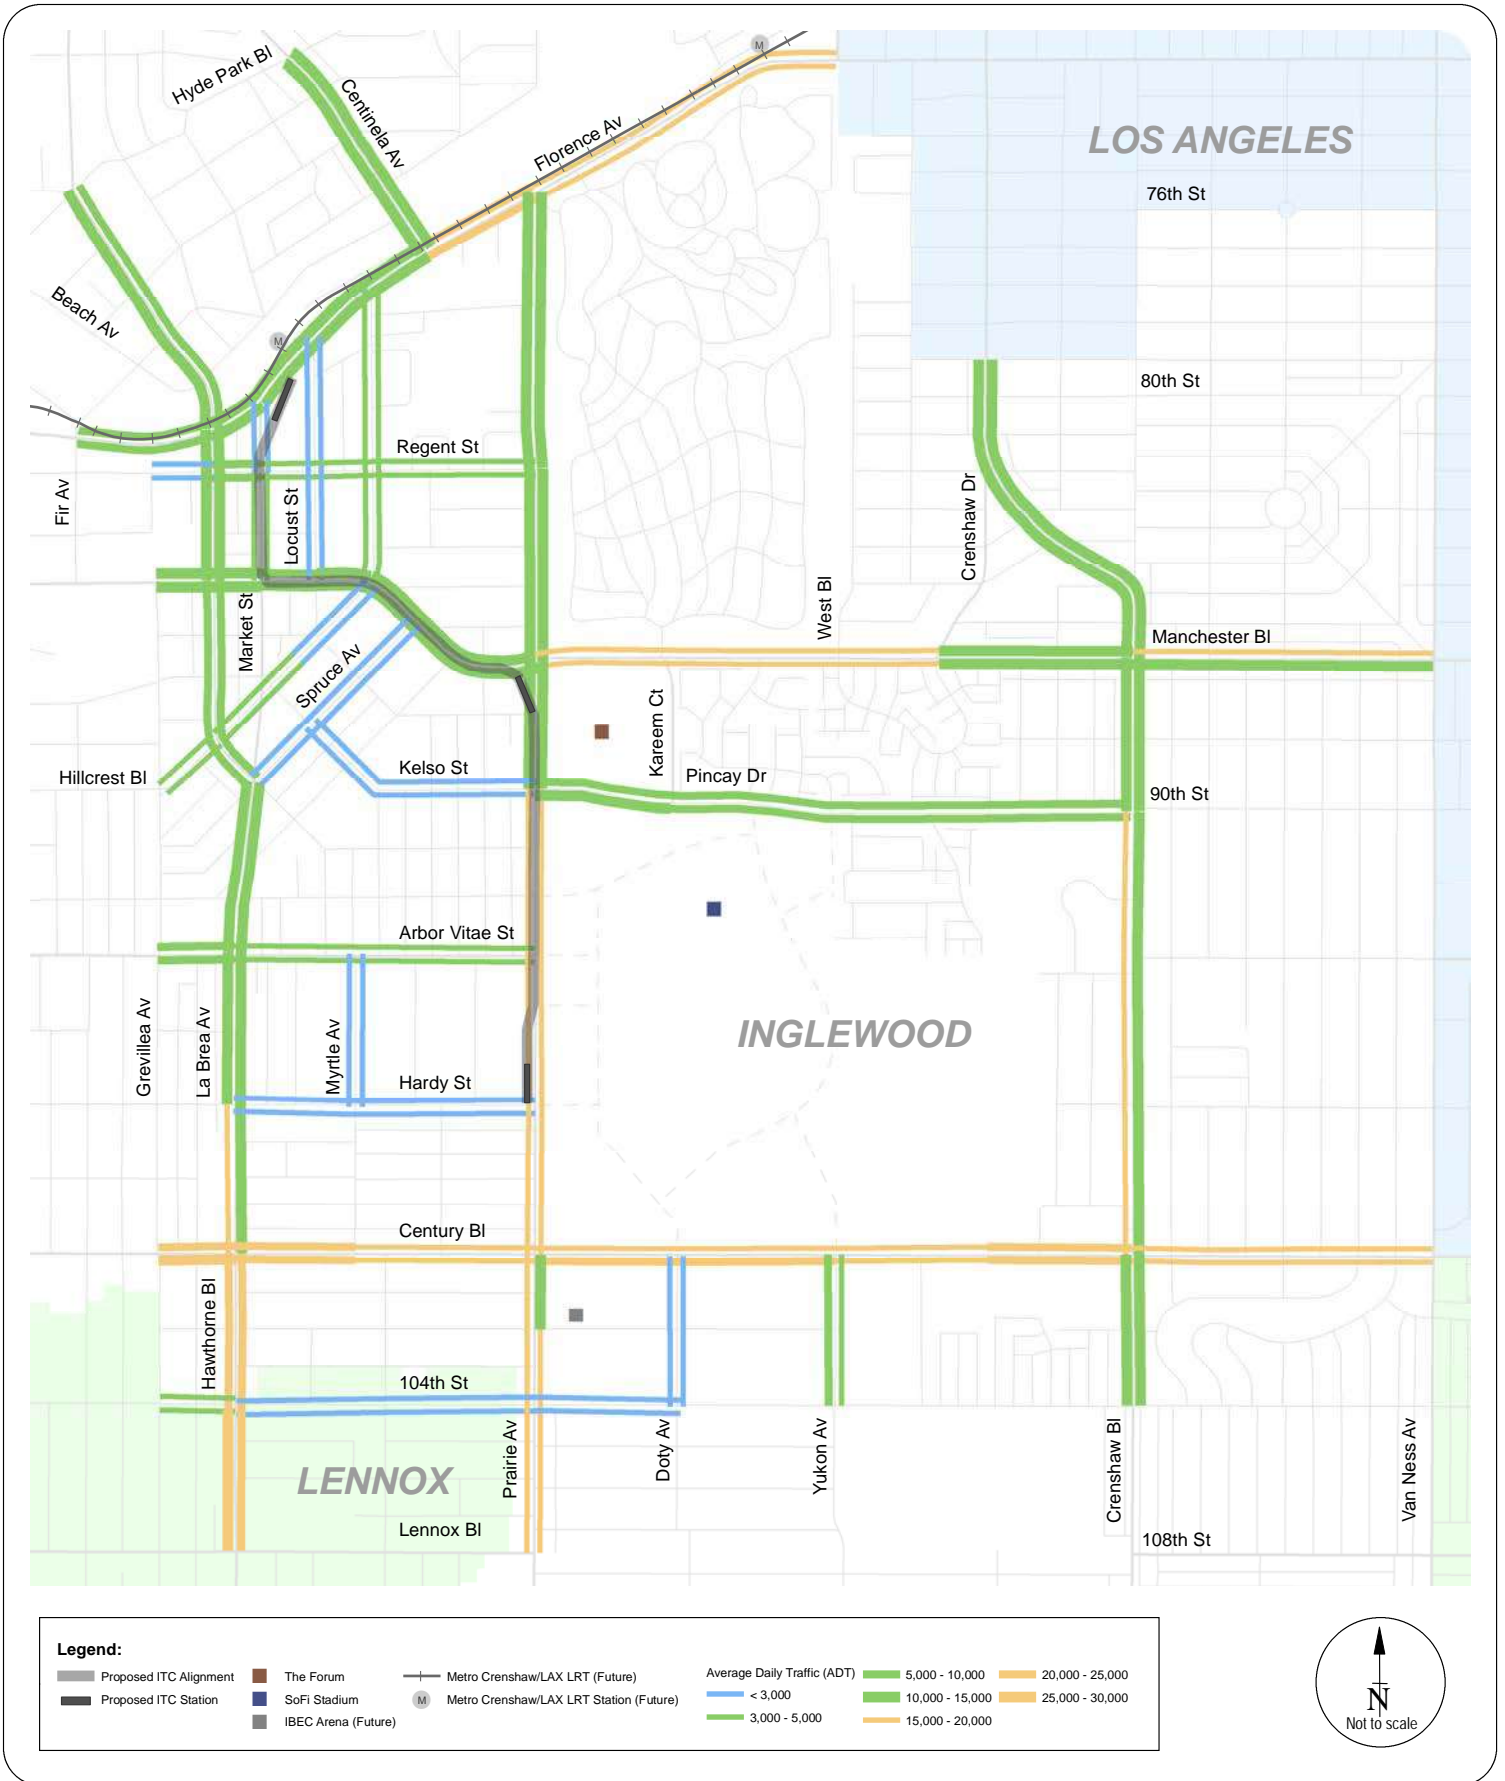 Hyde Park Bl
Centinela Av
Florence Av
M
LOS ANGELES
76th St
Beach Av
M
80th St
Regent St
Fir Av
Locust St
Crenshaw Dr
Market St
West Bl
Manchester Bl
Spruce Av
Kareem Ct
Hillcrest Bl
Kelso St
Pincay Dr
90th St
Arbor Vitae St
Grevillea Av
La Brea Av
Myrtle Av
INGLEWOOD
Hardy St
Century Bl
Hawthorne Bl
104th St
Prairie Av
Doty Av
Yukon Av
Crenshaw Bl
Van Ness Av
LENNOX
Lennox Bl
108th St
Legend:
Proposed ITC Alignment
Proposed ITC Station
The Forum
SoFi Stadium
IBEC Arena (Future)
Metro Crenshaw/LAX LRT (Future)
M Metro Crenshaw/LAX LRT Station (Future)
Average Daily Traffic (ADT)
< 3,000
3,000 - 5,000
5,000 - 10,000
10,000 - 15,000
15,000 - 20,000
20,000 - 25,000
25,000 - 30,000
N
Not to scale